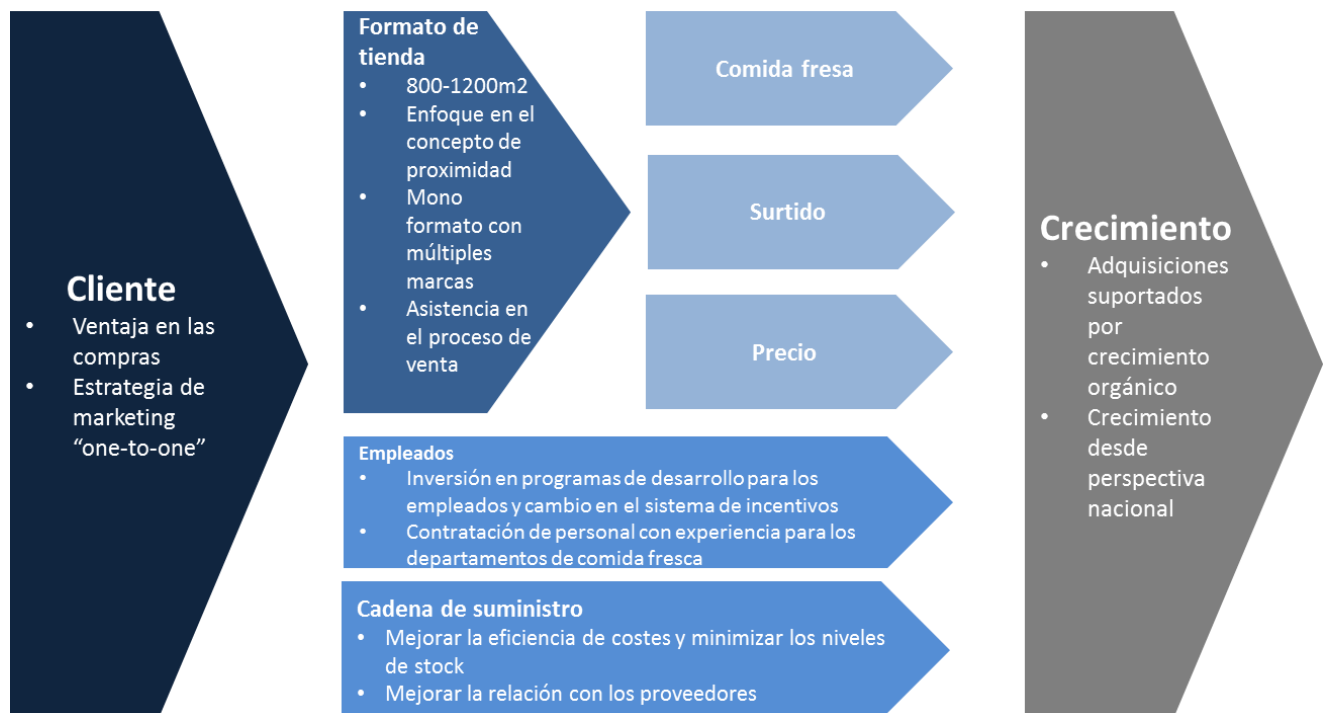 Cliente
• Ventaja en las
compras
• Estrategia de
marketing
“one-to-one”
Formato de
tienda
• 800-1200m2
• Enfoque en el
concepto de
proximidad
• Mono
formato con
múltiples
marcas
• Asistencia en
el proceso de
venta
Comida fresa
Surtido
Precio
Empleados
• Inversión en programas de desarrollo para los
empleados y cambio en el sistema de incentivos
• Contratación de personal con experiencia para los
departamentos de comida fresca
Cadena de suministro
• Mejorar la eficiencia de costes y minimizar los niveles
de stock
• Mejorar la relación con los proveedores
Crecimiento
• Adquisiciones
suportados
por
crecimiento
orgánico
• Crecimiento
desde
perspectiva
nacional